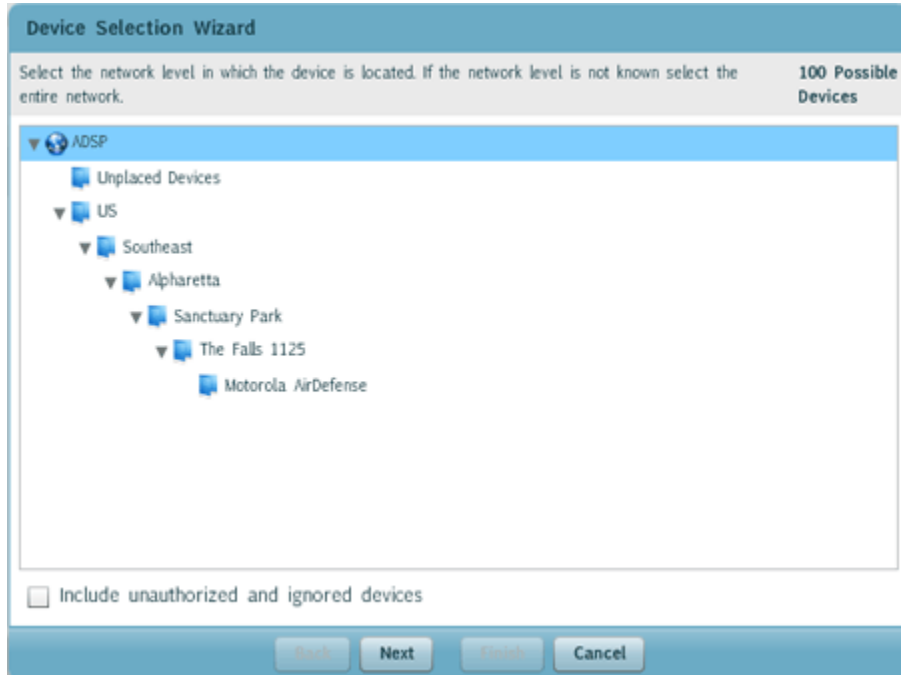 Device Selection Wizard
Select the network level in which the device is located. If the network level is not known select the
entire network.
100 Possible
Devices
ADSP
Unplaced Devices
US
Southeast
Alpharetta
Sanctuary Park
The Falls 1125
Motorola AirDefense
Include unauthorized and ignored devices
Back Next Finish Cancel